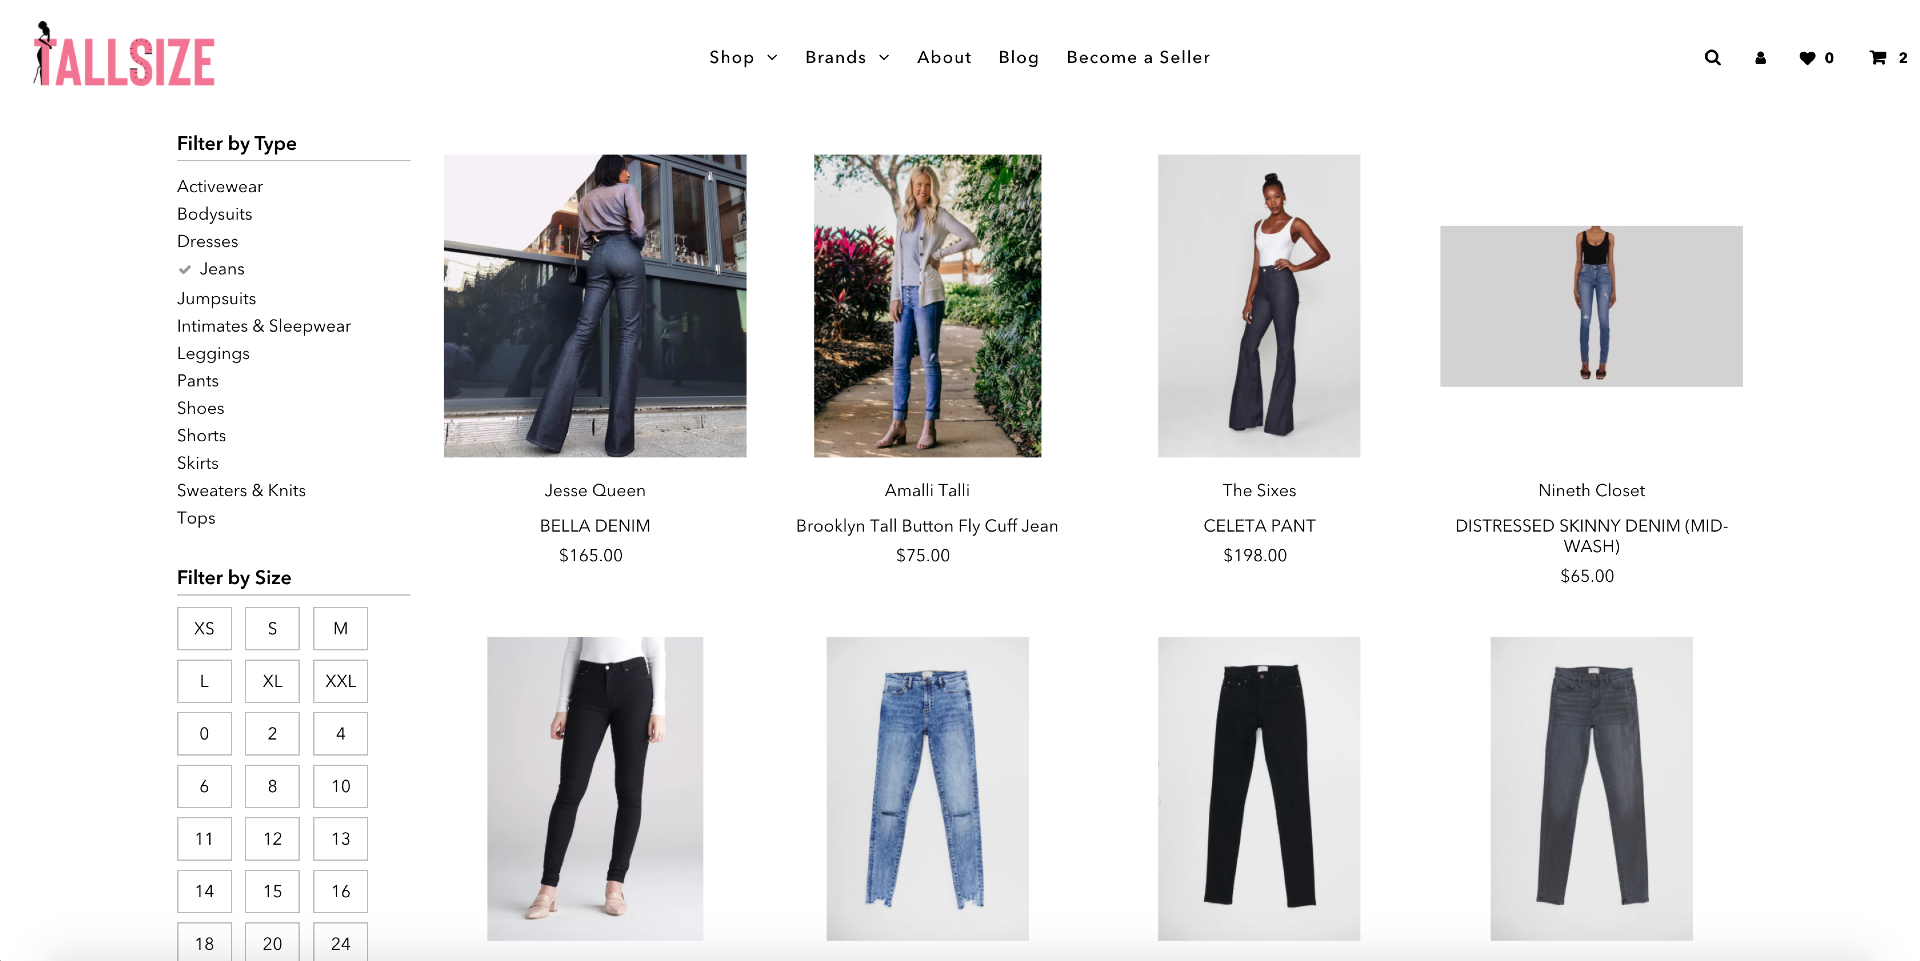 TALLSIZE
Shop
Brands
About
Blog
Become a Seller
0
2
Filter by Type
Activewear
Bodysuits
Dresses
Jeans
Jumpsuits
Intimates & Sleepwear
Leggings
Pants
Shoes
Shorts
Skirts
Sweaters & Knits
Tops
Filter by Size
XS S M
L XL XXL
0 2 4
6 8 10
11 12 13
14 15 16
18 20 24
Jesse Queen
BELLA DENIM
$165.00
Amalli Talli
Brooklyn Tall Button Fly Cuff Jean
$75.00
The Sixes
CELETA PANT
$198.00
Nineth Closet
DISTRESSED SKINNY DENIM (MID-
WASH)
$65.00